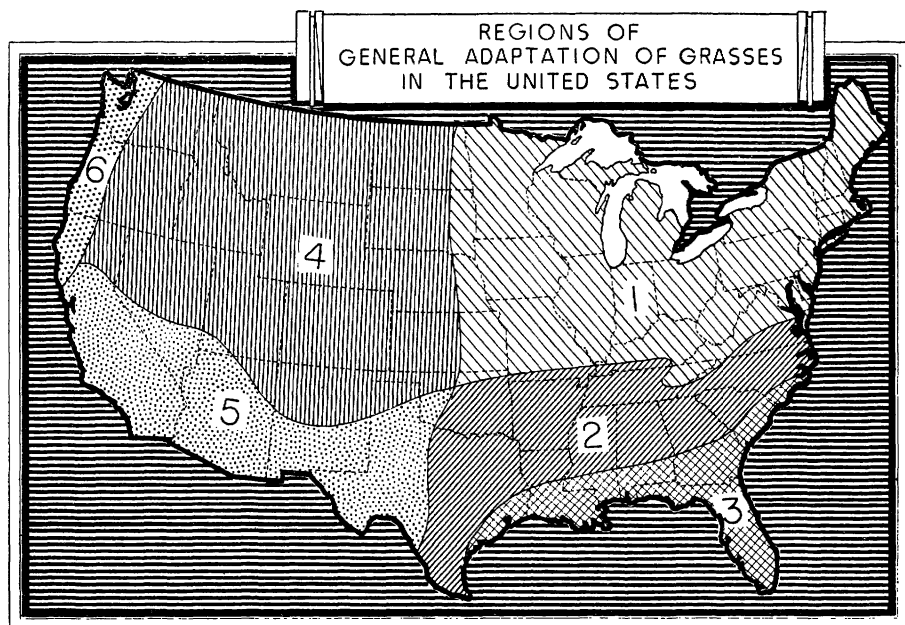 REGIONS OF
GENERAL ADAPTATION OF GRASSES
IN THE UNITED STATES
6
4
1
5
2
3